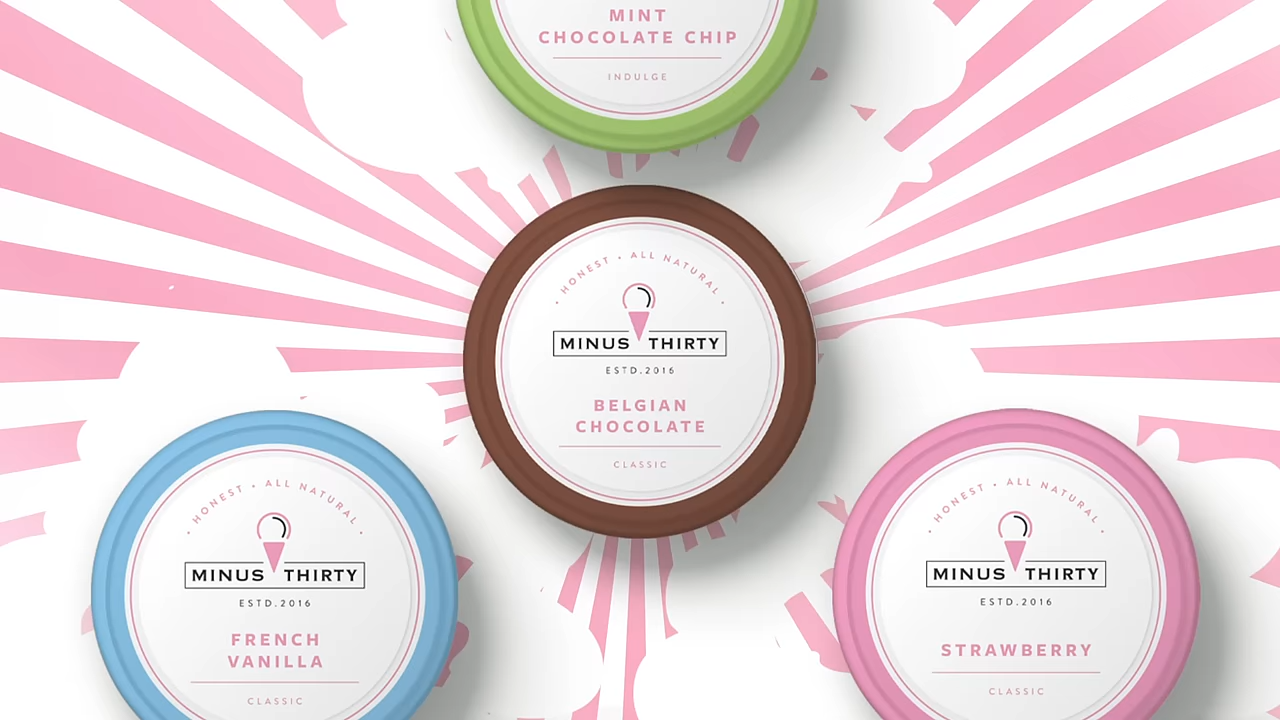 MINT
CHOCOLATE CHIP
INDULGE
• HONEST • ALL NATURAL •
MINUS THIRTY
ESTD.2016
BELGIAN
CHOCOLATE
CLASSIC
• HONEST • ALL NATURAL •
MINUS THIRTY
ESTD.2016
FRENCH
VANILLA
CLASSIC
• HONEST • ALL NATURAL •
MINUS THIRTY
ESTD.2016
STRAWBERRY
CLASSIC